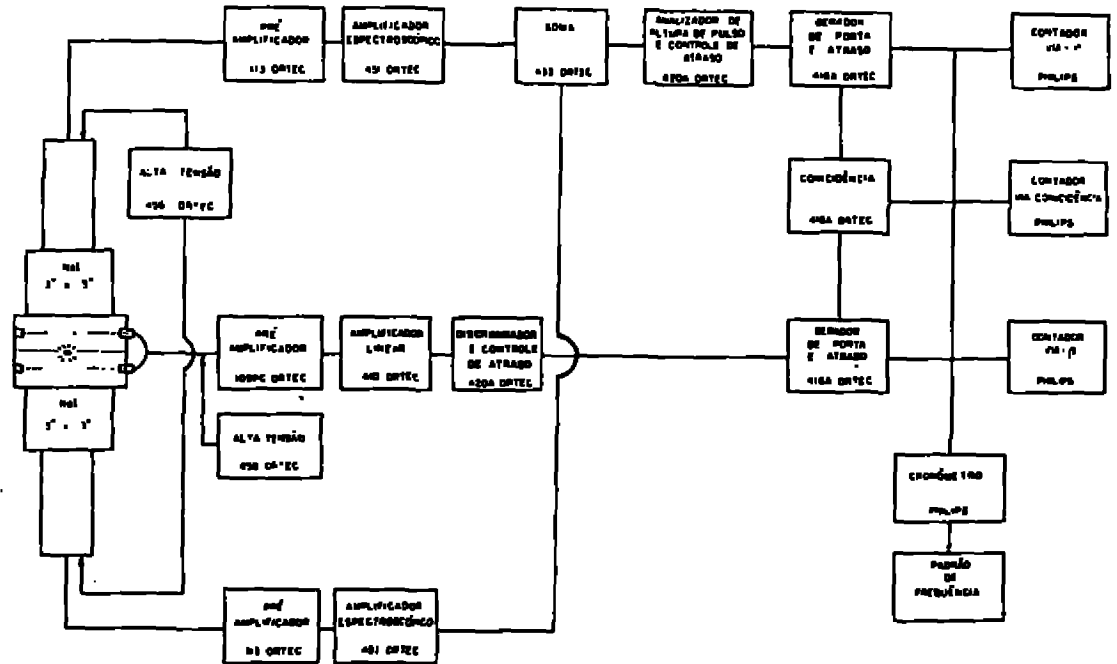 PRÉ
AMPLIFICADOR
113 ORTEC
AMPLIFICADOR
ESPECTROSCÓPICO
451 ORTEC
SOMA
433 ORTEC
ANALIZADOR DE
ALTURA DE PULSO
E CONTROLE DE
ATRASO
420A ORTEC
GERADOR
DE PORTA
E ATRASO
416A ORTEC
CONTADOR
VIA - γ
PHILIPS
ALTA TENSÃO
456 ORTEC
COINCIDÊNCIA
418A ORTEC
CONTADOR
VIA COINCIDÊNCIA
PHILIPS
NaI
3" x 3"
PRÉ
AMPLIFICADOR
109PC ORTEC
AMPLIFICADOR
LINEAR
ORTEC
DISCRIMINADOR
E CONTROLE
DE ATRASO
420A ORTEC
GERADOR
DE PORTA
E ATRASO
416A ORTEC
CONTADOR
VIA - β
PHILIPS
NaI
3" x 3"
ALTA TENSÃO
456 ORTEC
CRONÔMETRO
PHILIPS
PADRÃO
DE
FREQUÊNCIA
PRÉ
AMPLIFICADOR
113 ORTEC
AMPLIFICADOR
ESPECTROSCÓPICO
451 ORTEC